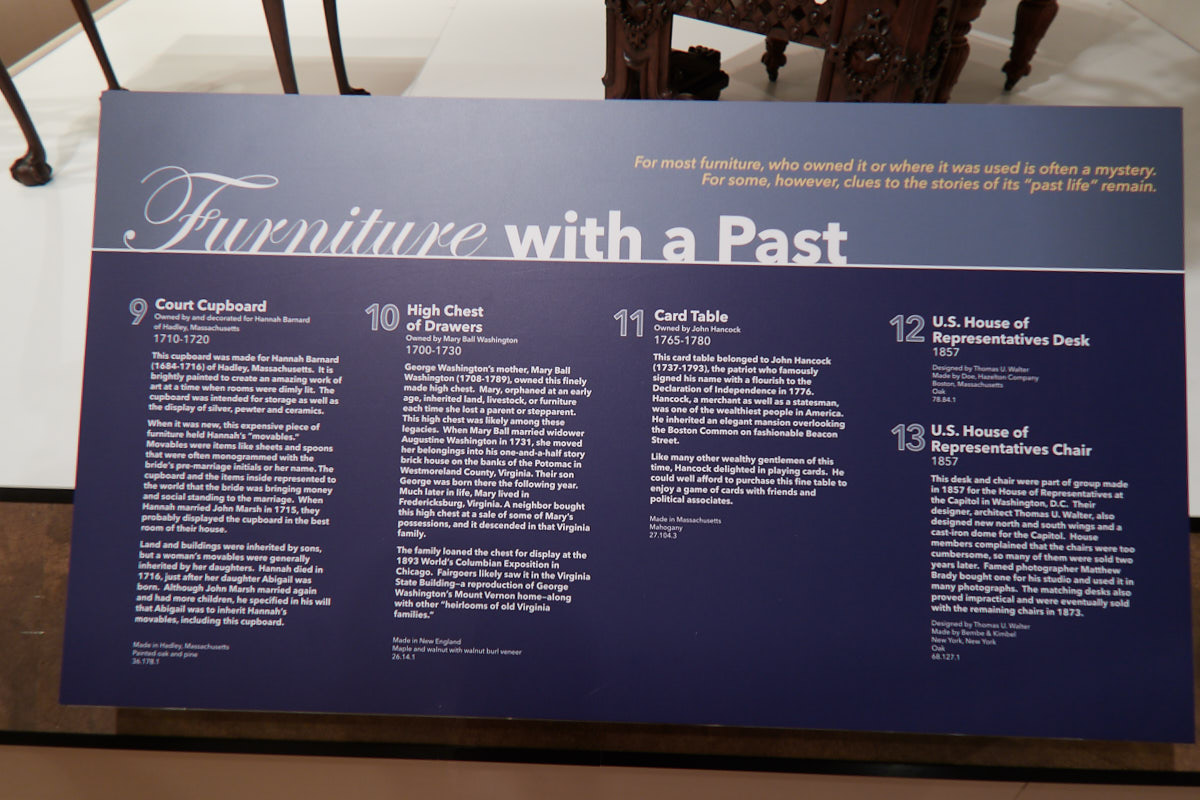 For most furniture, who owned it or where it was used is often a mystery.
For some, however, clues to the stories of its "past life" remain.
Furniture with a Past
9 Court Cupboard
Owned by and decorated for Hannah Barnard
of Hadley, Massachusetts
1710-1720
This cupboard was made for Hannah Barnard
(1684-1716) of Hadley, Massachusetts. It is
brightly painted to create an amazing work of
art at a time when rooms were dimly lit. The
cupboard was intended for storage as well as
the display of silver, pewter and ceramics.
When it was new, this expensive piece of
furniture held Hannah's "movables."
Movables were items like sheets and spoons
that were often monogrammed with the
bride's pre-marriage initials or her name. The
cupboard and the items inside represented to
the world that the bride was bringing money
and social standing to the marriage. When
Hannah married John Marsh in 1715, they
probably displayed the cupboard in the best
room of their house.
Land and buildings were inherited by sons,
but a woman's movables were generally
inherited by her daughters. Hannah died in
1716, just after her daughter Abigail was
born. Although John Marsh married again
and had more children, he specified in his will
that Abigail was to inherit Hannah's
movables, including this cupboard.
Made in Hadley, Massachusetts
Painted oak and pine
36.178.1
10 High Chest
of Drawers
Owned by Mary Ball Washington
1700-1730
George Washington's mother, Mary Ball
Washington (1708-1789), owned this finely
made high chest. Mary, orphaned at an early
age, inherited land, livestock, or furniture
each time she lost a parent or stepparent.
This high chest was likely among these
legacies. When Mary Ball married widower
Augustine Washington in 1731, she moved
her belongings into his one-and-a-half story
brick house on the banks of the Potomac in
Westmoreland County, Virginia. Their son
George was born there the following year.
Much later in life, Mary lived in
Fredericksburg, Virginia. A neighbor bought
this high chest at a sale of some of Mary's
possessions, and it descended in that Virginia
family.
The family loaned the chest for display at the
1893 World's Columbian Exposition in
Chicago. Fairgoers likely saw it in the Virginia
State Building—a reproduction of George
Washington's Mount Vernon home—along
with other "heirlooms of old Virginia
families."
Made in New England
Maple and walnut with walnut burl veneer
26.14.1
11 Card Table
Owned by John Hancock
1765-1780
This card table belonged to John Hancock
(1737-1793), the patriot who famously
signed his name with a flourish to the
Declaration of Independence in 1776.
Hancock, a merchant as well as a statesman,
was one of the wealthiest people in America.
He inherited an elegant mansion overlooking
the Boston Common on fashionable Beacon
Street.
Like many other wealthy gentlemen of this
time, Hancock delighted in playing cards. He
could well afford to purchase this fine table to
enjoy a game of cards with friends and
political associates.
Made in Massachusetts
Mahogany
27.104.3
12 U.S. House of
Representatives Desk
1857
Designed by Thomas U. Walter
Made by Doe, Hazelton Company
Boston, Massachusetts
Oak
78.84.1
13 U.S. House of
Representatives Chair
1857
This desk and chair were part of group made
in 1857 for the House of Representatives at
the Capitol in Washington, D.C. Their
designer, architect Thomas U. Walter, also
designed new north and south wings and a
cast-iron dome for the Capitol. House
members complained that the chairs were too
cumbersome, so many of them were sold two
years later. Famed photographer Matthew
Brady bought one for his studio and used it in
many photographs. The matching desks also
proved impractical and were eventually sold
with the remaining chairs in 1873.
Designed by Thomas U. Walter
Made by Bembe & Kimbel
New York, New York
Oak
68.127.1